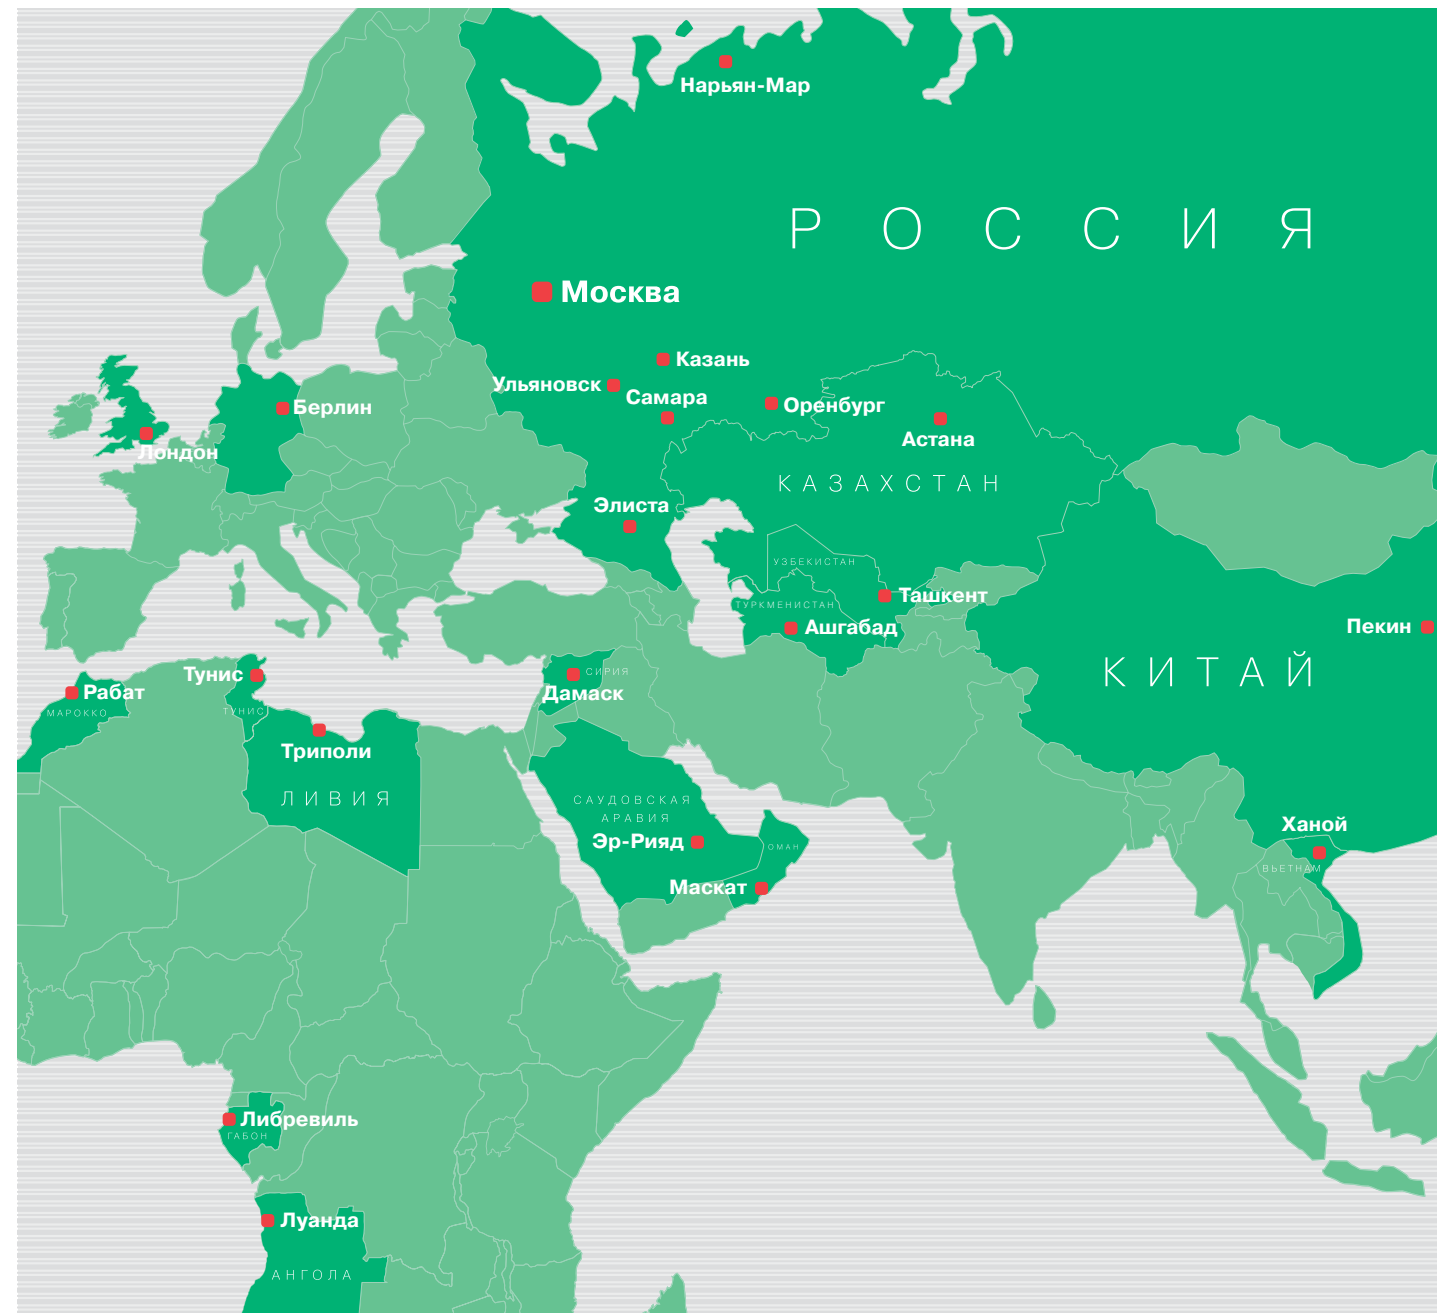 Нарьян-Мар
РОССИЯ
Москва
Казань
Ульяновск
Самара
Оренбург
Берлин
Астана
Лондон
КАЗАХСТАН
Элиста
УЗБЕКИСТАН
Ташкент
ТУРКМЕНИСТАН
Ашгабад
Пекин
КИТАЙ
Тунис
СИРИЯ
Рабат
Дамаск
МАРОККО
ТУНИС
Триполи
ЛИВИЯ
САУДОВСКАЯ
АРАВИЯ
Эр-Рияд
ОМАН
Маскат
Ханой
ВЬЕТНАМ
Либревиль
ГАБОН
Луанда
АНГОЛА